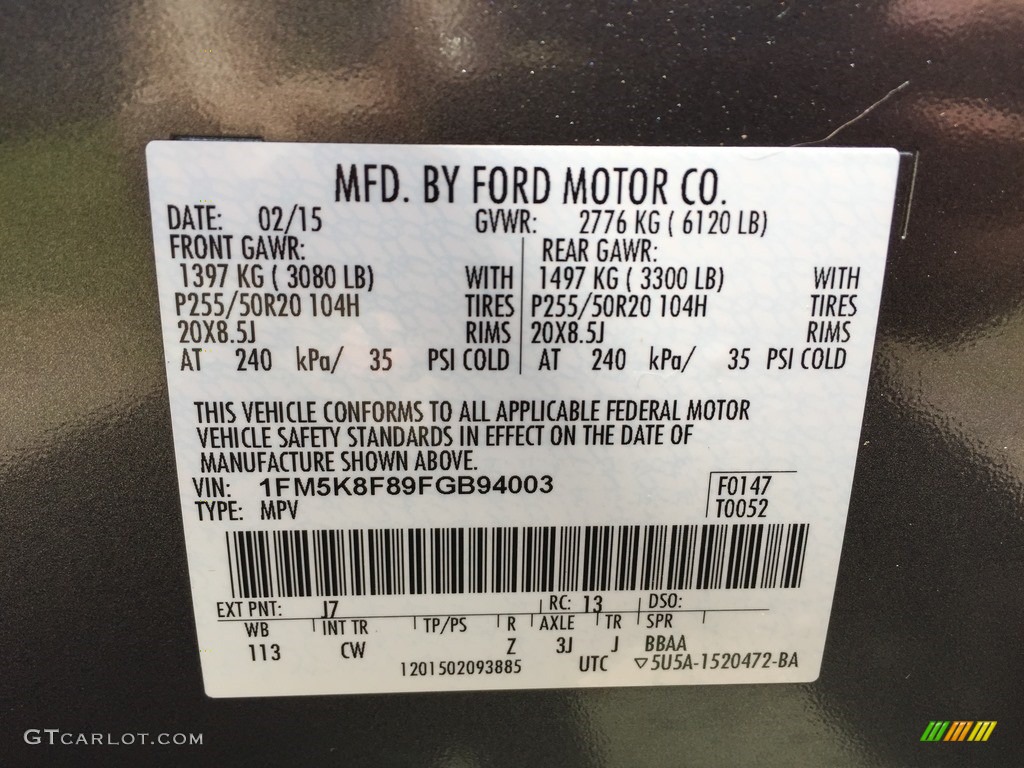 MFD. BY FORD MOTOR CO.
DATE: 02/15 GVWR: 2776 KG ( 6120 LB)
FRONT GAWR: REAR GAWR:
1397 KG ( 3080 LB) WITH 1497 KG ( 3300 LB) WITH
P255/50R20 104H TIRES P255/50R20 104H TIRES
20X8.5J RIMS 20X8.5J RIMS
AT 240 kPa/ 35 PSI COLD AT 240 kPa/ 35 PSI COLD
THIS VEHICLE CONFORMS TO ALL APPLICABLE FEDERAL MOTOR
VEHICLE SAFETY STANDARDS IN EFFECT ON THE DATE OF
MANUFACTURE SHOWN ABOVE.
VIN: 1FM5K8F89FGB94003 F0147
TYPE: MPV T0052
EXT PNT: J7 RC: 13 DSO:
WB INT TR TP/PS R AXLE TR SPR
113 CW Z 3J J BBAA
1201502093885 UTC ▽5U5A-1520472-BA
GTCARLOT.COM